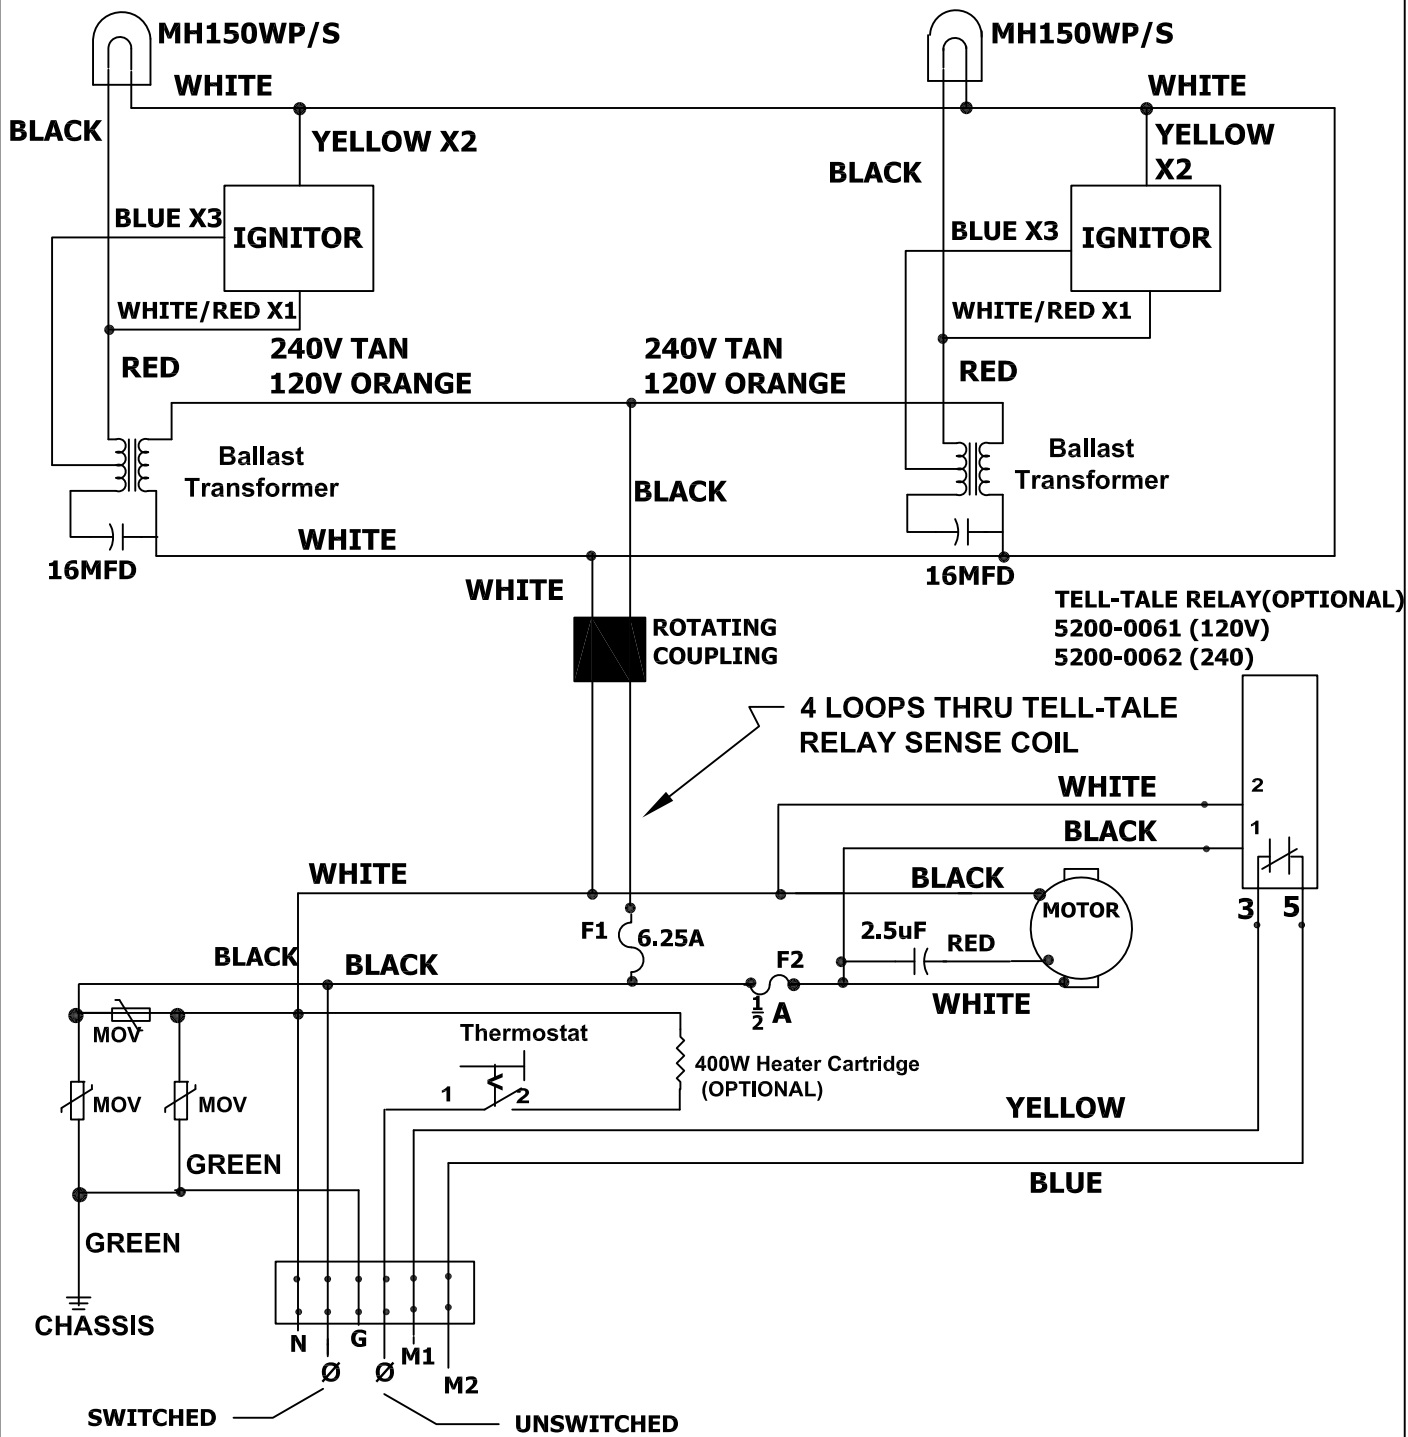 MH150WP/S
MH150WP/S
WHITE
WHITE
BLACK
YELLOW X2
YELLOW
X2
BLACK
BLUE X3
IGNITOR
BLUE X3
IGNITOR
WHITE/RED X1
WHITE/RED X1
240V TAN
120V ORANGE
240V TAN
120V ORANGE
RED
RED
Ballast
Transformer
Ballast
Transformer
BLACK
WHITE
16MFD
16MFD
WHITE
TELL-TALE RELAY(OPTIONAL)
5200-0061 (120V)
5200-0062 (240)
ROTATING
COUPLING
4 LOOPS THRU TELL-TALE
RELAY SENSE COIL
WHITE
2
BLACK
1
WHITE
BLACK
3
5
MOTOR
F1
6.25A
2.5uF
RED
BLACK
BLACK
F2
WHITE
1
2
A
MOV
Thermostat
400W Heater Cartridge
(OPTIONAL)
1
<
2
MOV
MOV
YELLOW
GREEN
BLUE
GREEN
CHASSIS
N
G
M1
Ø
Ø
M2
SWITCHED
UNSWITCHED